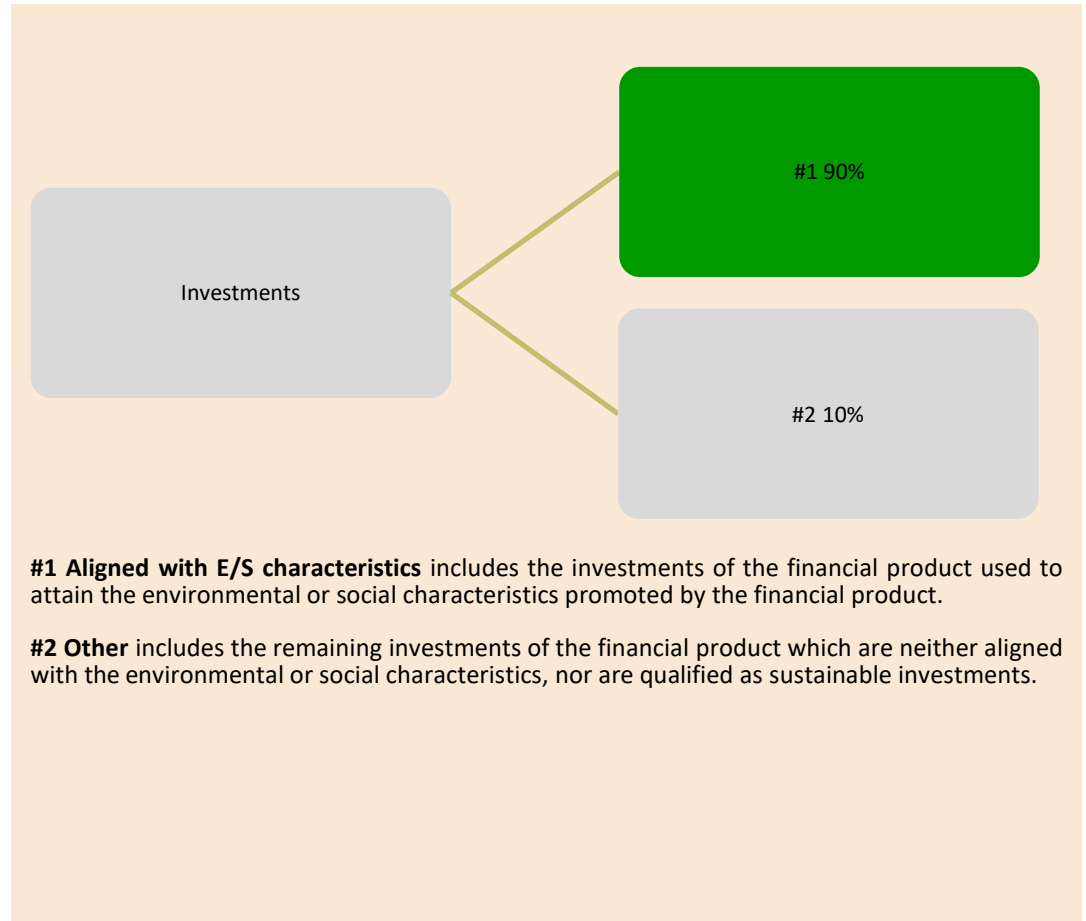 #1 90%
Investments
#2 10%
#1 Aligned with E/S characteristics includes the investments of the financial product used to
attain the environmental or social characteristics promoted by the financial product.
#2 Other includes the remaining investments of the financial product which are neither aligned
with the environmental or social characteristics, nor are qualified as sustainable investments.